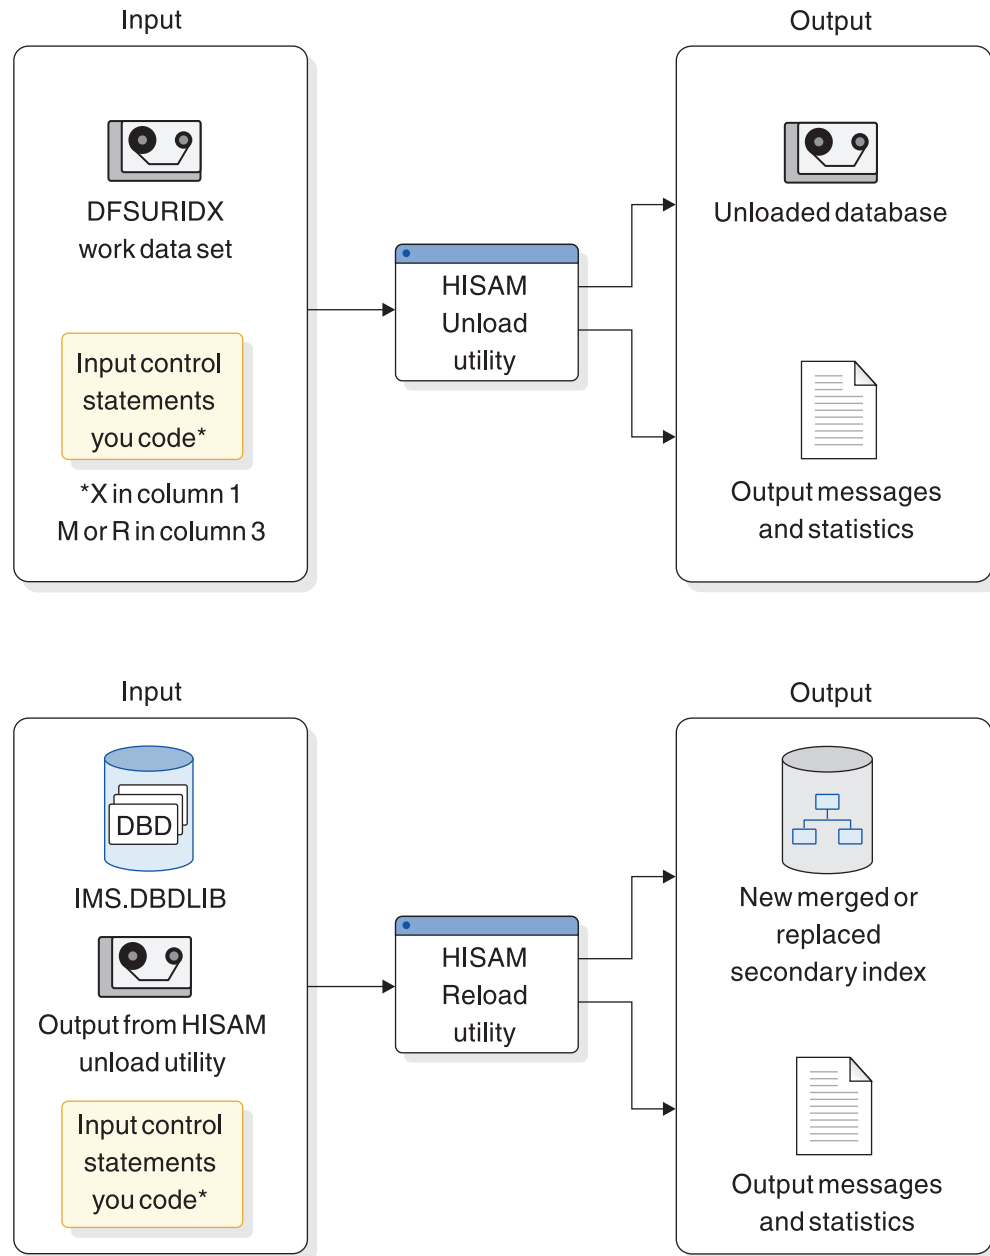 Input
DFSURIDX
work data set
Input control
statements
you code*
*X in column 1
M or R in column 3
HISAM
Unload
utility
Output
Unloaded database
Output messages
and statistics
Input
DBD
IMS.DBDLIB
Output from HISAM
unload utility
Input control
statements
you code*
HISAM
Reload
utility
Output
New merged or
replaced
secondary index
Output messages
and statistics